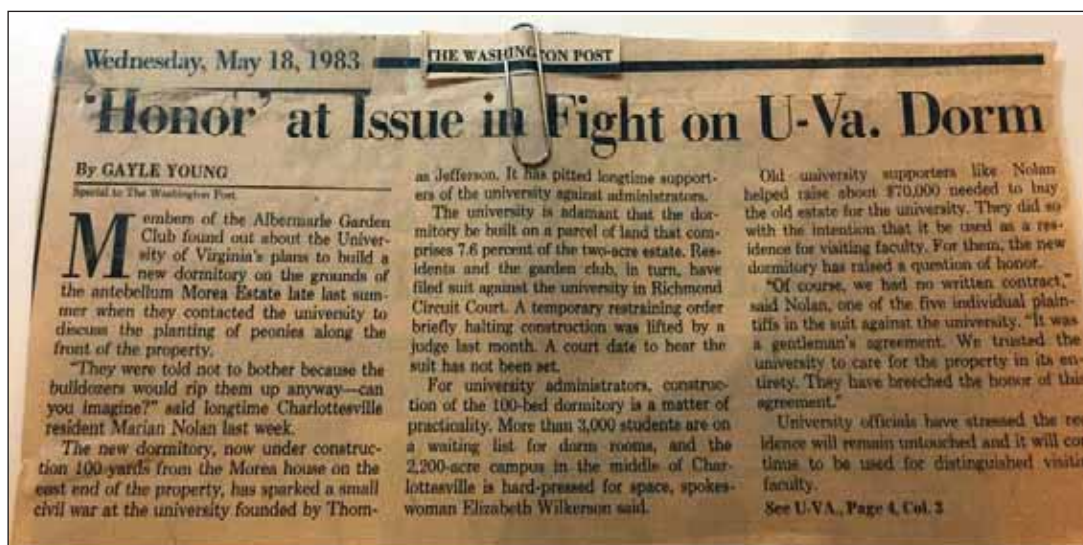 Wednesday, May 18, 1983
THE WASHINGTON POST
'Honor' at Issue in Fight on U-Va. Dorm
By GAYLE YOUNG
Special to The Washington Post
Members of the Albermarle Garden
Club found out about the Univer-
sity of Virginia's plans to build a
new dormitory on the grounds of
the antebellum Morea Estate late last sum-
mer when they contacted the university to
discuss the planting of peonies along the
front of the property.
"They were told not to bother because the
bulldozers would rip them up anyway—can
you imagine?" said longtime Charlottesville
resident Marian Nolan last week.
The new dormitory, now under construc-
tion 100-yards from the Morea house on the
east end of the property, has sparked a small
civil war at the university founded by Thom-
as Jefferson. It has pitted longtime support-
ers of the university against administrators.
The university is adamant that the dor-
mitory be built on a parcel of land that com-
prises 7.6 percent of the two-acre estate. Res-
idents and the garden club, in turn, have
filed suit against the university in Richmond
Circuit Court. A temporary restraining order
briefly halting construction was lifted by a
judge last month. A court date to hear the
suit has not been set.
For university administrators, construc-
tion of the 100-bed dormitory is a matter of
practicality. More than 3,000 students are on
a waiting list for dorm rooms, and the
2,200-acre campus in the middle of Char-
lottesville is hard-pressed for space, spokes-
woman Elizabeth Wilkerson said.
Old university supporters like Nolan
helped raise about $70,000 needed to buy
the old estate for the university. They did so
with the intention that it be used as a res-
idence for visiting faculty. For them, the new
dormitory has raised a question of honor.
"Of course, we had no written contract,"
said Nolan, one of the five individual plain-
tiffs in the suit against the university. "It was
a gentleman's agreement. We trusted the
university to care for the property in its en-
tirety. They have breeched the honor of this
agreement."
University officials have stressed the res
idence will remain untouched and it will con
tinue to be used for distinguished visitin
faculty.
See U-VA., Page 4, Col. 3